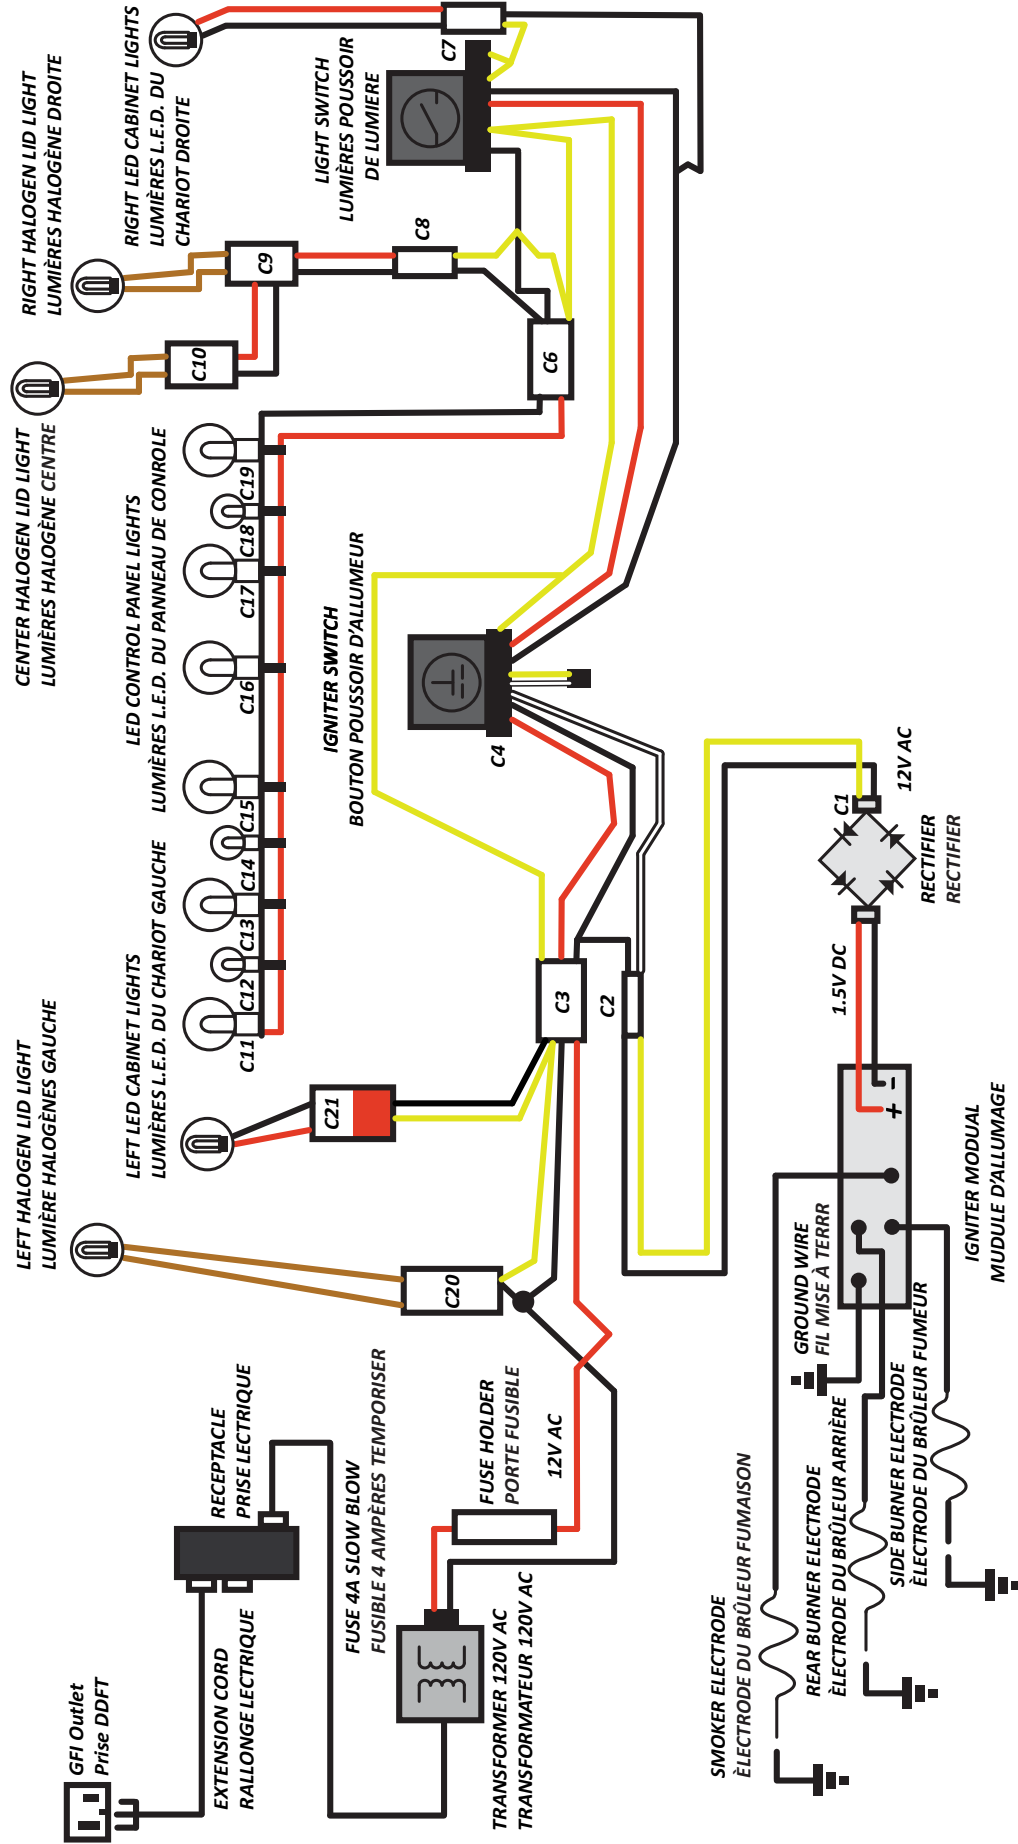 GFI Outlet
Prise DDFT
EXTENSION CORD
RALLONGE LECTRIQUE
RECEPTACLE
PRISE LECTRIQUE
FUSE 4A SLOW BLOW
FUSIBLE 4 AMPÈRES TEMPORISER
TRANSFORMER 120V AC
TRANSFORMATEUR 120V AC
FUSE HOLDER
PORTE FUSIBLE
12V AC
LEFT HALOGEN LID LIGHT
LUMIÈRE HALOGÈNES GAUCHE
C20
LEFT LED CABINET LIGHTS
LUMIÈRES L.E.D. DU CHARIOT GAUCHE
C21
LED CONTROL PANEL LIGHTS
LUMIÈRES L.E.D. DU PANNEAU DE CONROLE
C11
C12
C13
C14
C15
C16
C17
C18
C19
CENTER HALOGEN LID LIGHT
LUMIÈRES HALOGÈNE CENTRE
C10
RIGHT HALOGEN LID LIGHT
LUMIÈRES HALOGÈNE DROITE
C9
RIGHT LED CABINET LIGHTS
LUMIÈRES L.E.D. DU
CHARIOT DROITE
C8
C7
LIGHT SWITCH
LUMIÈRES POUSSOIR
DE LUMIERE
C6
IGNITER SWITCH
BOUTON POUSSOIR D'ALLUMEUR
C4
C3
C2
C1
12V AC
RECTIFIER
RECTIFIER
1.5V DC
+ -
IGNITER MODUAL
MUDULE D'ALLUMAGE
GROUND WIRE
FIL MISE À TERRR
SMOKER ELECTRODE
ÈLECTRODE DU BRÛLEUR FUMAISON
REAR BURNER ELECTRODE
ÈLECTRODE DU BRÛLEUR ARRIÈRE
SIDE BURNER ELECTRODE
ÈLECTRODE DU BRÛLEUR FUMEUR